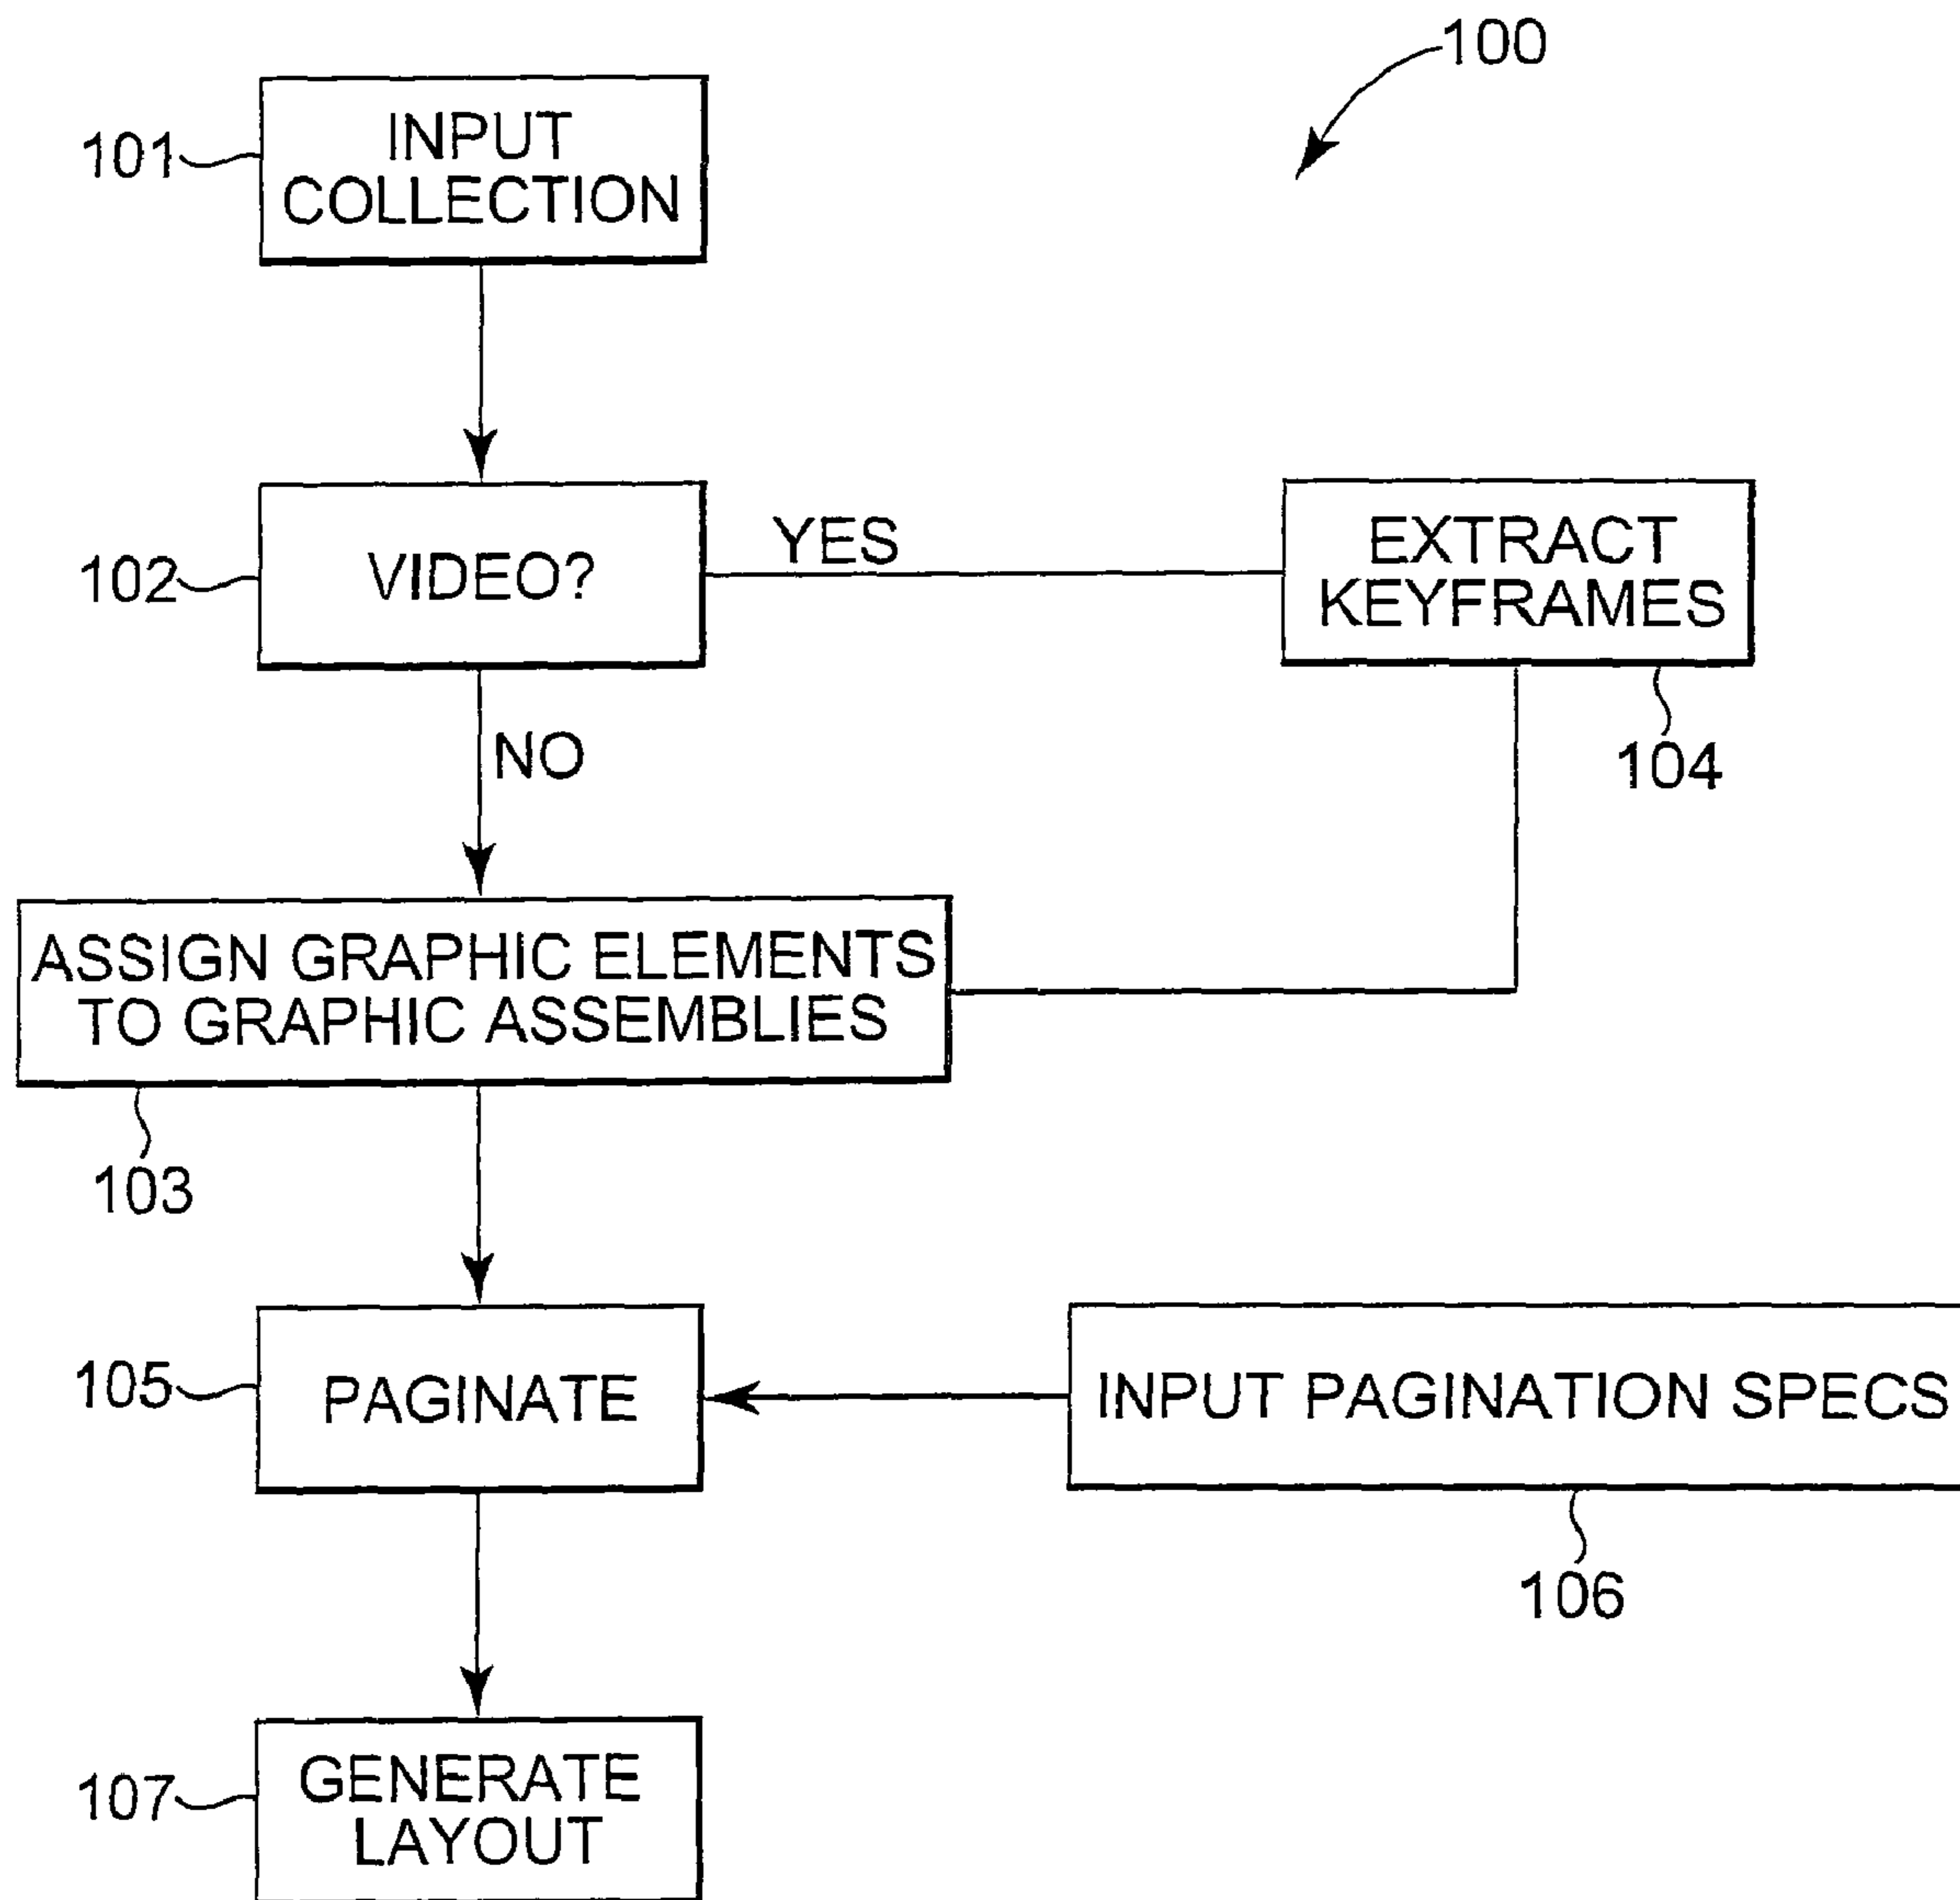 100
101
INPUT
COLLECTION
102
VIDEO?
YES
EXTRACT
KEYFRAMES
104
NO
ASSIGN GRAPHIC ELEMENTS
TO GRAPHIC ASSEMBLIES
103
105
PAGINATE
INPUT PAGINATION SPECS
106
107
GENERATE
LAYOUT